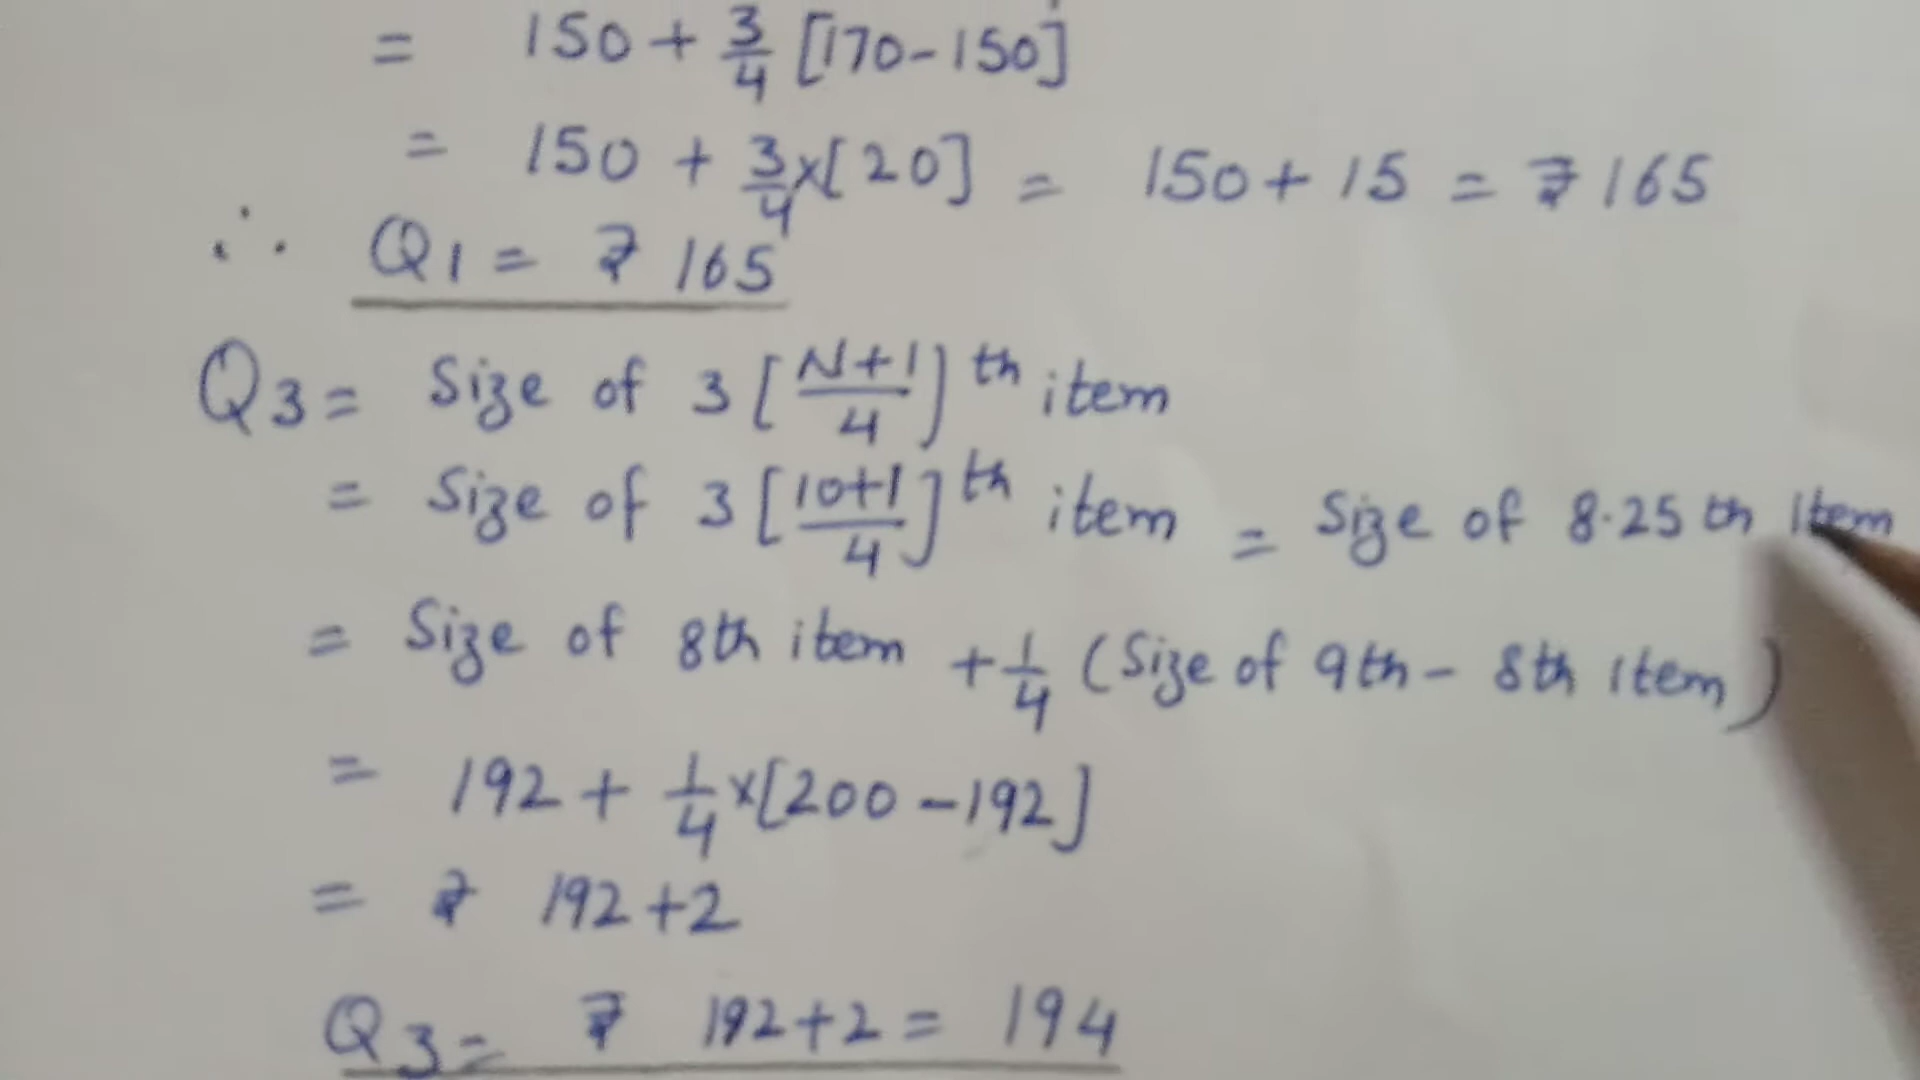 = 150 + 3/4 [170-150]
= 150 + 3/4 x[20] = 150 + 15 = ₹ 165
∴ Q1 = ₹ 165
Q3 = Size of 3 [N+1/4]th item
= Size of 3 [10+1/4]th item = Size of 8.25 th item
= Size of 8th item + 1/4 (Size of 9th - 8th item)
= 192 + 1/4 x[200 - 192]
= ₹ 192+2
Q3 = ₹ 192+2 = 194